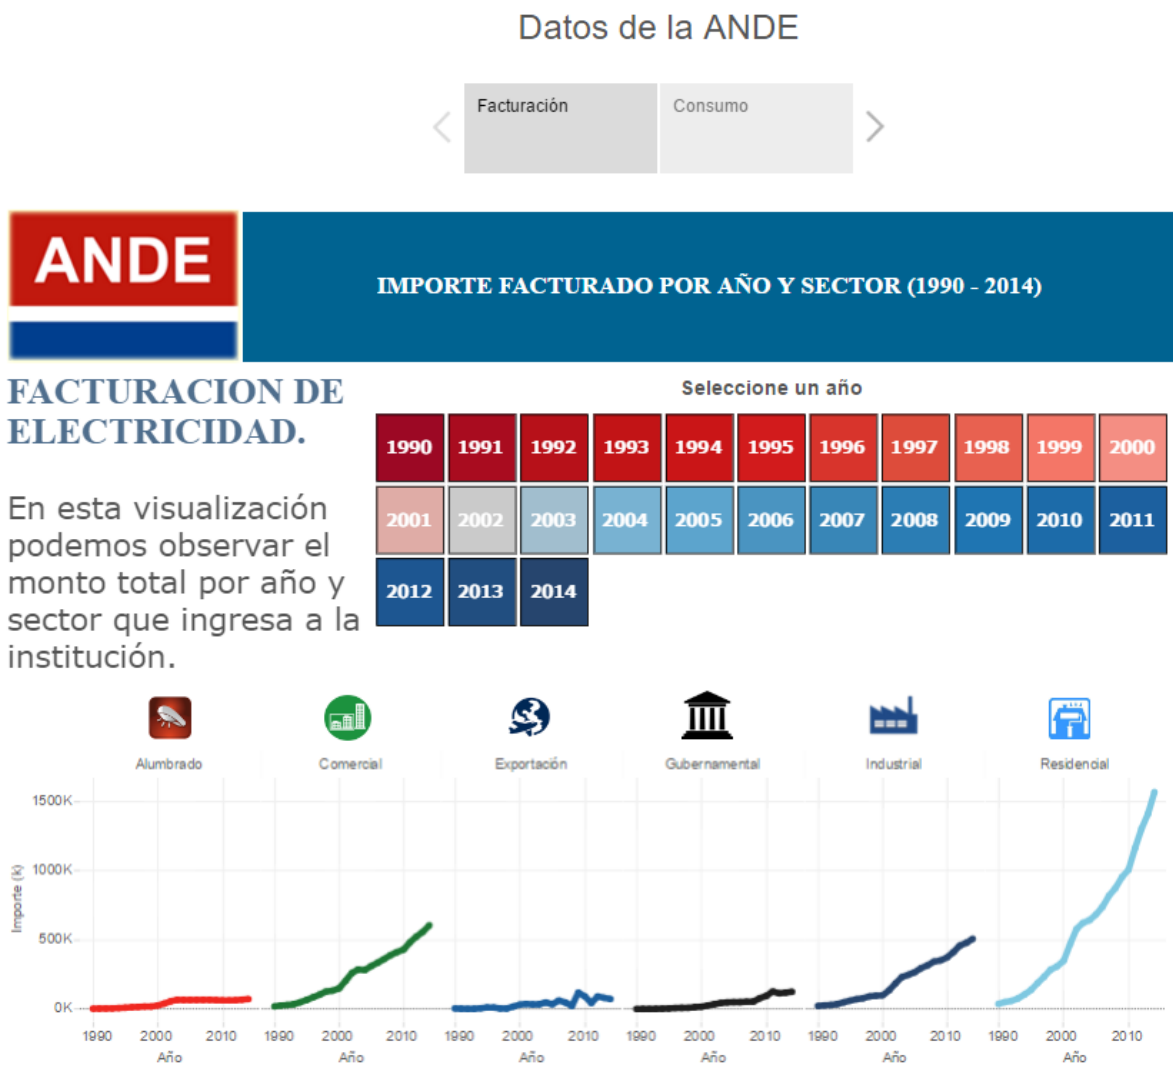 Datos de la ANDE
Facturación
Consumo
ANDE
IMPORTE FACTURADO POR AÑO Y SECTOR (1990 - 2014)
FACTURACION DE
ELECTRICIDAD.
En esta visualización
podemos observar el
monto total por año y
sector que ingresa a la
institución.
Seleccione un año
1990 1991 1992 1993 1994 1995 1996 1997 1998 1999 2000
2001 2002 2003 2004 2005 2006 2007 2008 2009 2010 2011
2012 2013 2014
Alumbrado Comercial Exportación Gubernamental Industrial Residencial
Importe (k)
1500K
1000K
500K
0K
1990 2000 2010 1990 2000 2010 1990 2000 2010 1990 2000 2010 1990 2000 2010 1990 2000 2010
Año Año Año Año Año Año